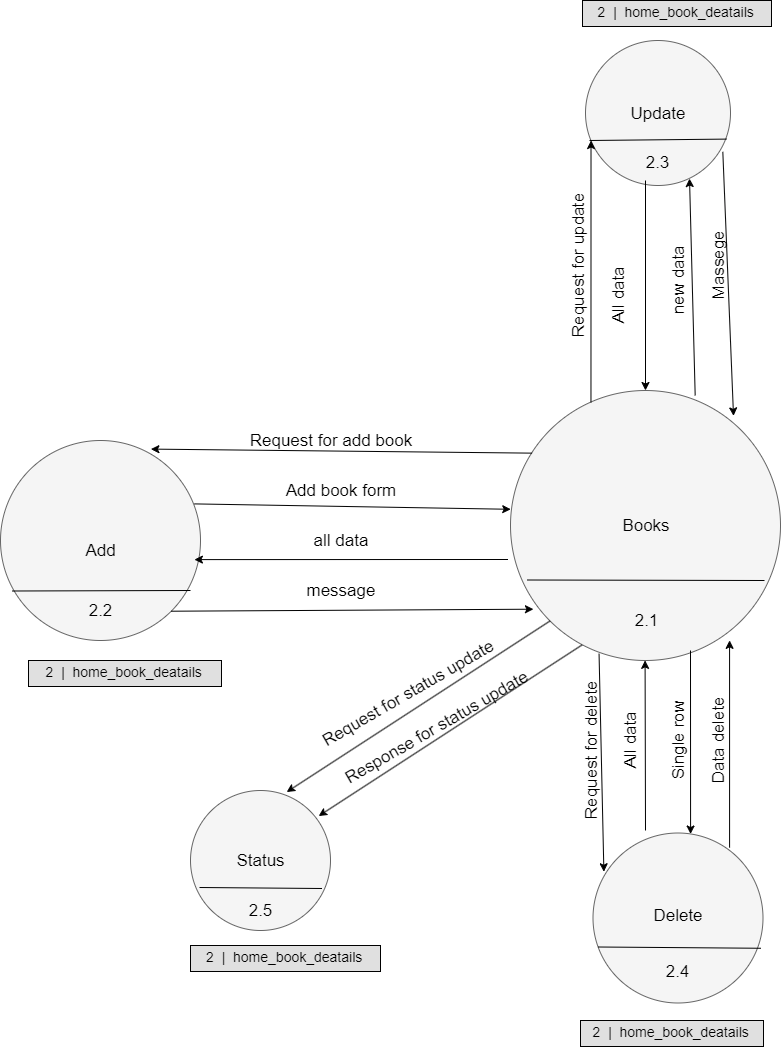 2 | home_book_deatails
Update
2.3
Request for update
All data
new data
Massege
Request for add book
Add book form
all data
message
Add
2.2
2 | home_book_deatails
Books
2.1
Request for status update
Response for status update
Request for delete
All data
Single row
Data delete
Status
2.5
2 | home_book_deatails
Delete
2.4
2 | home_book_deatails